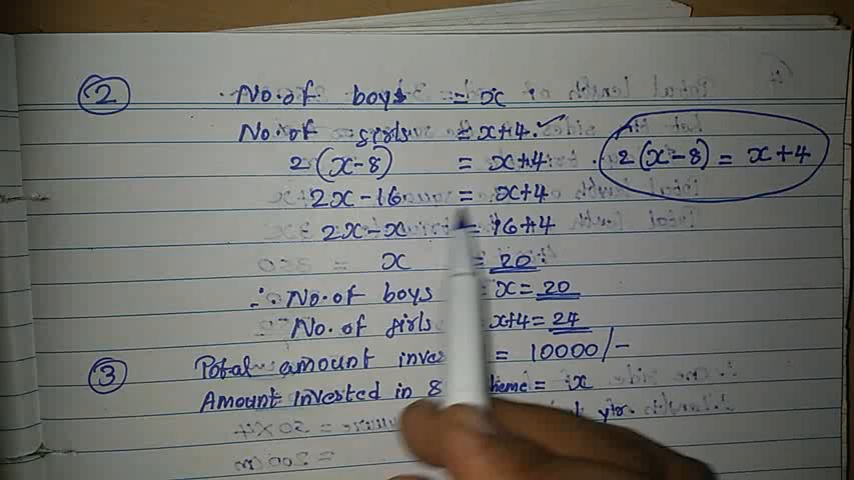 ② No. of boys = x
No. of girls = x+4. ✓
2(x-8) = x+4. 2(x-8) = x+4
2x-16 = x+4
2x-x = 16+4
x = 20.
∴ No. of boys = x = 20
No. of girls x+4 = 24
③ Total amount inve = 10000/-
Amount invested in 8 heme = x